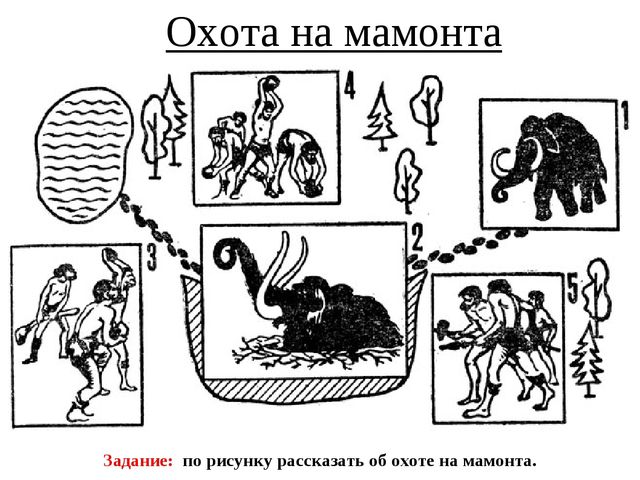 Охота на мамонта
4
1
2
3
5
Задание: по рисунку рассказать об охоте на мамонта.